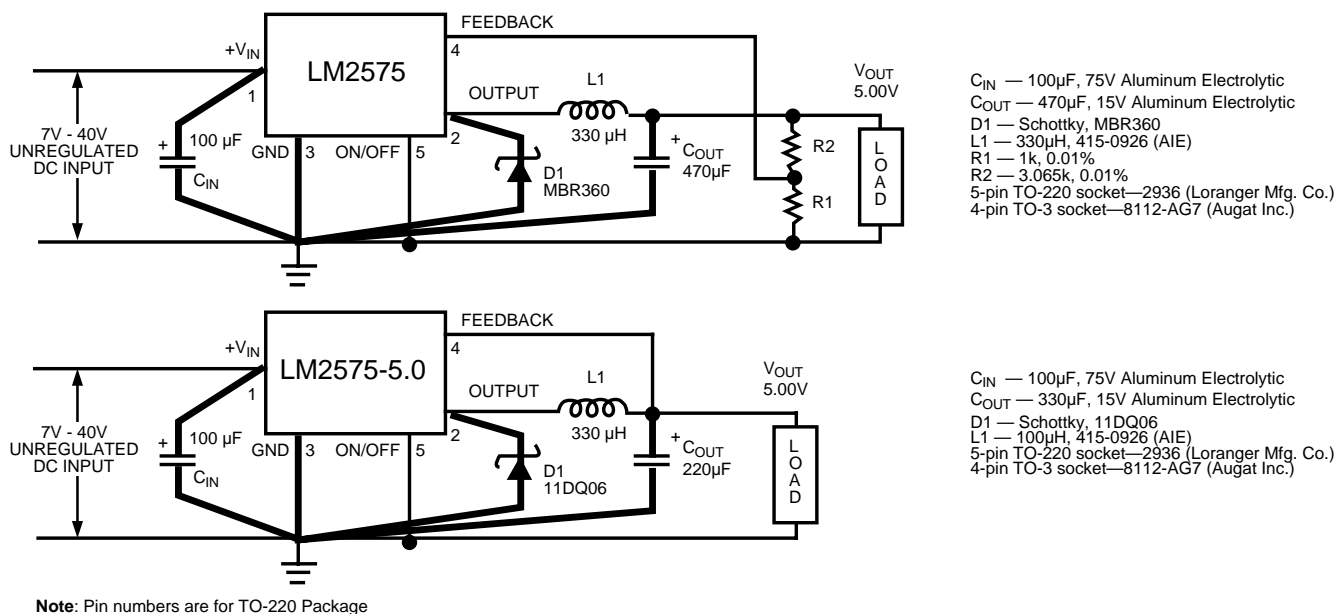 FEEDBACK
+VIN
4
LM2575
L1
VOUT
5.00V
OUTPUT
1
2
330 µH
7V - 40V
UNREGULATED
DC INPUT
+
100 µF
CIN
GND
3
ON/OFF
5
D1
MBR360
+
COUT
470µF
R2
R1
LOAD
CIN — 100µF, 75V Aluminum Electrolytic
COUT — 470µF, 15V Aluminum Electrolytic
D1 — Schottky, MBR360
L1 — 330µH, 415-0926 (AIE)
R1 — 1k, 0.01%
R2 — 3.065k, 0.01%
5-pin TO-220 socket—2936 (Loranger Mfg. Co.)
4-pin TO-3 socket—8112-AG7 (Augat Inc.)
FEEDBACK
+VIN
4
LM2575-5.0
L1
VOUT
5.00V
OUTPUT
1
2
330 µH
7V - 40V
UNREGULATED
DC INPUT
+
100 µF
CIN
GND
3
ON/OFF
5
D1
11DQ06
+
COUT
220µF
LOAD
CIN — 100µF, 75V Aluminum Electrolytic
COUT — 330µF, 15V Aluminum Electrolytic
D1 — Schottky, 11DQ06
L1 — 100µH, 415-0926 (AIE)
5-pin TO-220 socket—2936 (Loranger Mfg. Co.)
4-pin TO-3 socket—8112-AG7 (Augat Inc.)
Note: Pin numbers are for TO-220 Package